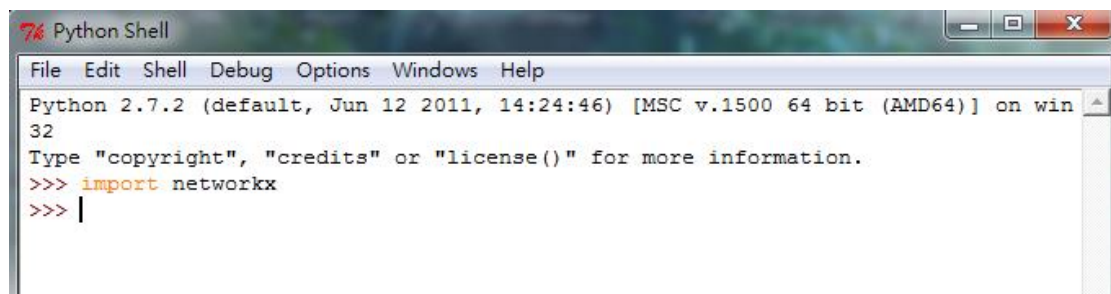 Python Shell
File Edit Shell Debug Options Windows Help
Python 2.7.2 (default, Jun 12 2011, 14:24:46) [MSC v.1500 64 bit (AMD64)] on win
32
Type "copyright", "credits" or "license()" for more information.
>>> import networkx
>>>